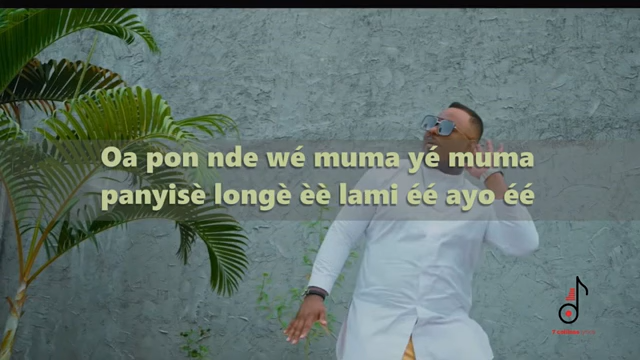 Oa pon nde wé muma yé muma
panyisè longè èè lami éé ayo éé